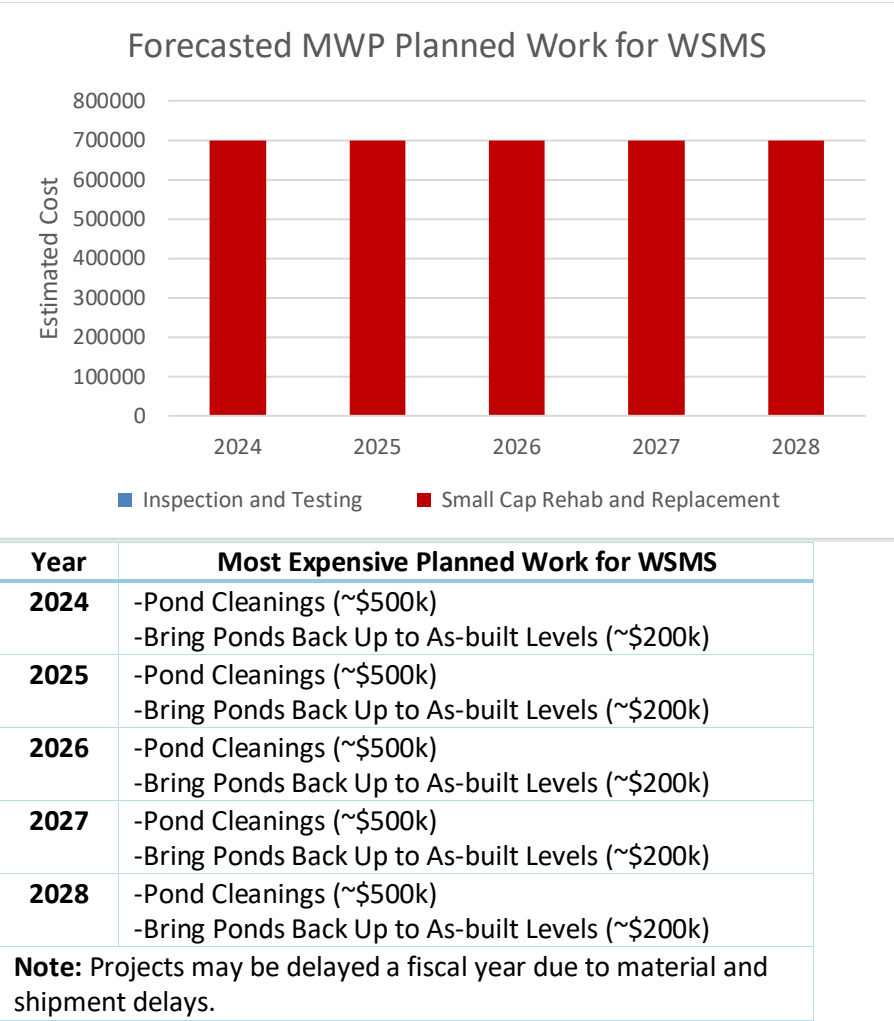 Forecasted MWP Planned Work for WSMS
800000
700000
600000
500000
400000
300000
200000
100000
0
Estimated Cost
2024 2025 2026 2027 2028
Inspection and Testing Small Cap Rehab and Replacement
Year Most Expensive Planned Work for WSMS
2024 -Pond Cleanings (~$500k)
-Bring Ponds Back Up to As-built Levels (~$200k)
2025 -Pond Cleanings (~$500k)
-Bring Ponds Back Up to As-built Levels (~$200k)
2026 -Pond Cleanings (~$500k)
-Bring Ponds Back Up to As-built Levels (~$200k)
2027 -Pond Cleanings (~$500k)
-Bring Ponds Back Up to As-built Levels (~$200k)
2028 -Pond Cleanings (~$500k)
-Bring Ponds Back Up to As-built Levels (~$200k)
Note: Projects may be delayed a fiscal year due to material and
shipment delays.